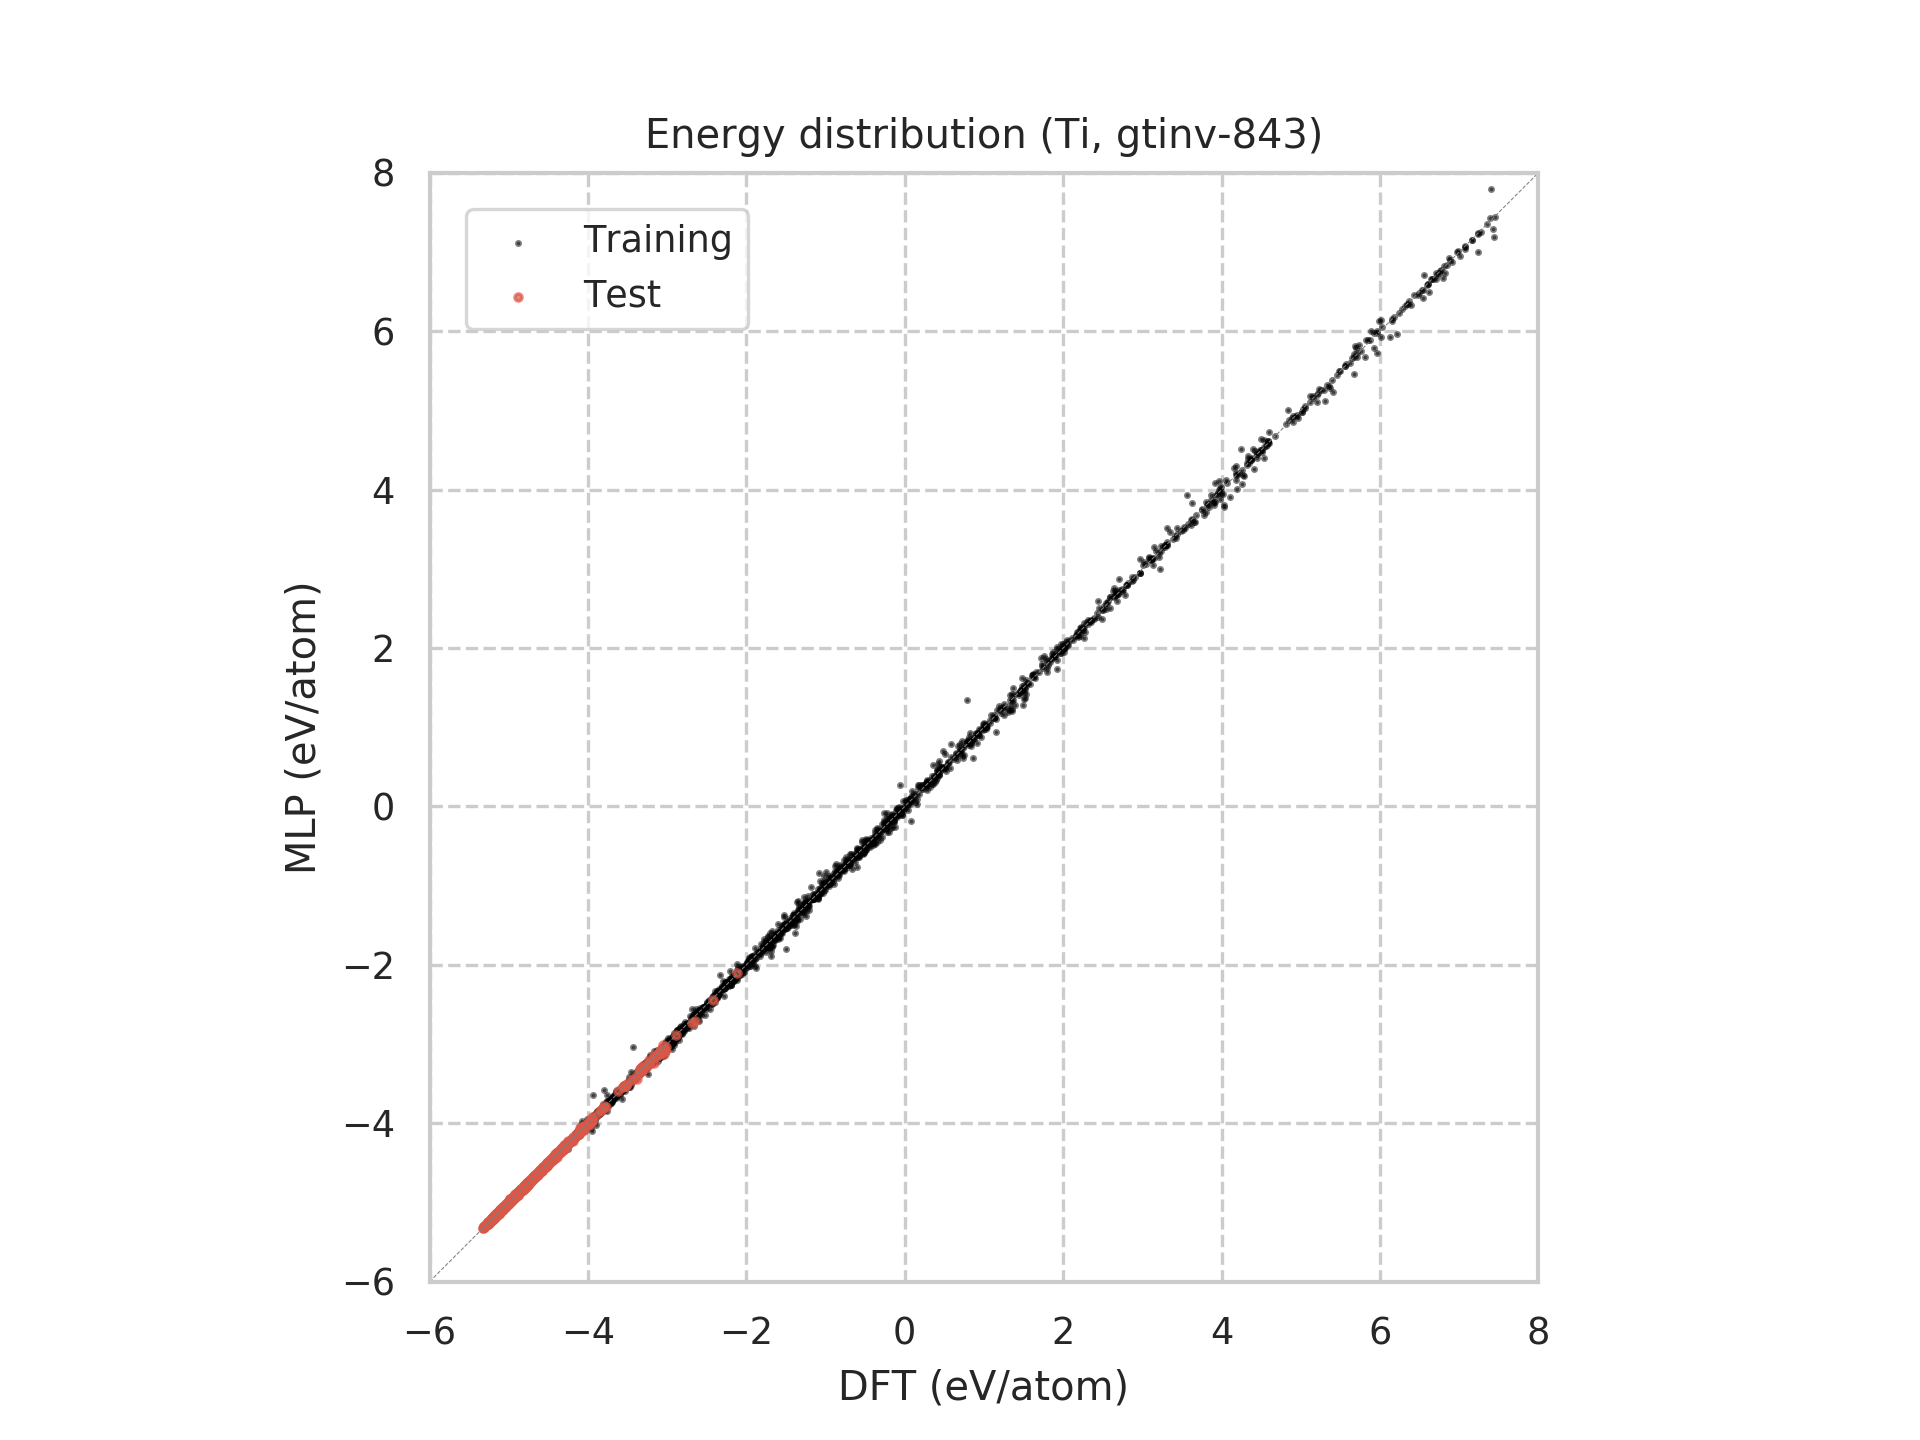 Energy distribution (Ti, gtinv-843)
Training
Test
MLP (eV/atom)
8
6
4
2
0
−2
−4
−6
−6 −4 −2 0 2 4 6 8
DFT (eV/atom)